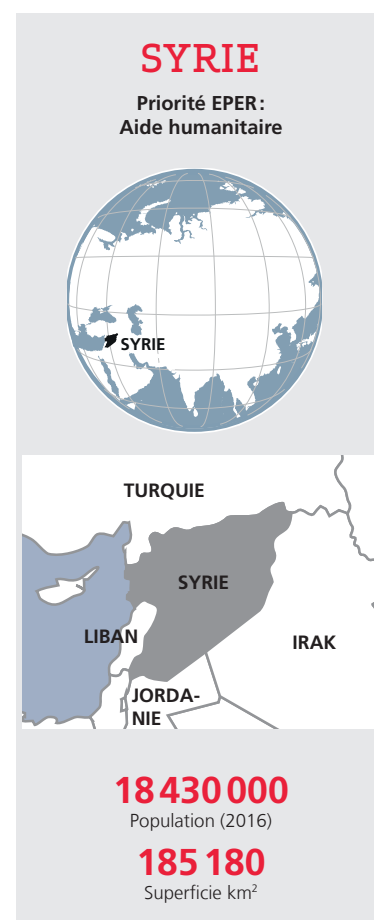 SYRIE
Priorité EPER :
Aide humanitaire
SYRIE
TURQUIE
SYRIE
LIBAN
IRAK
JORDA-
NIE
18 430 000
Population (2016)
185 180
Superficie km²